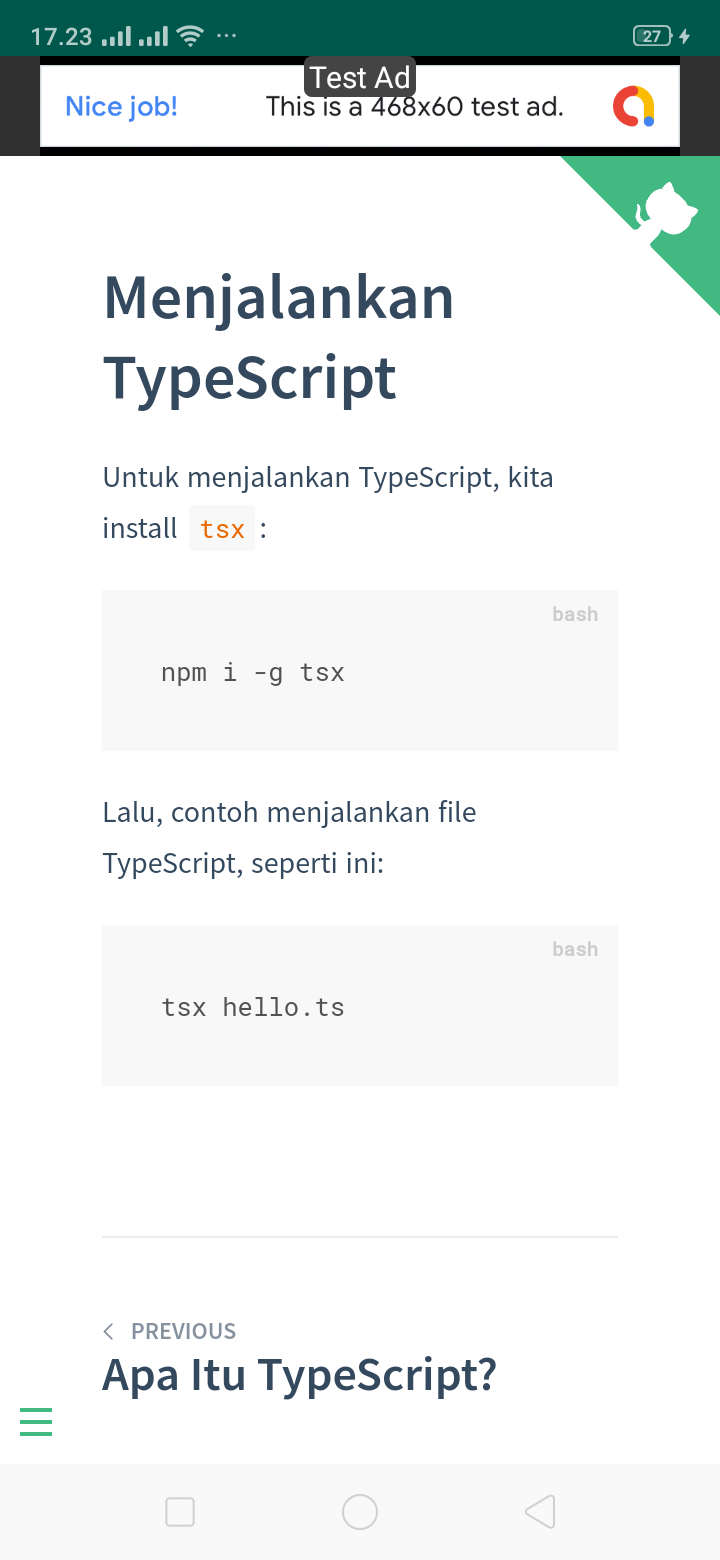 17.23
27
Test Ad
Nice job!
This is a 468x60 test ad.
Menjalankan
TypeScript
Untuk menjalankan TypeScript, kita
install tsx :
bash
npm i -g tsx
Lalu, contoh menjalankan file
TypeScript, seperti ini:
bash
tsx hello.ts
PREVIOUS
Apa Itu TypeScript?